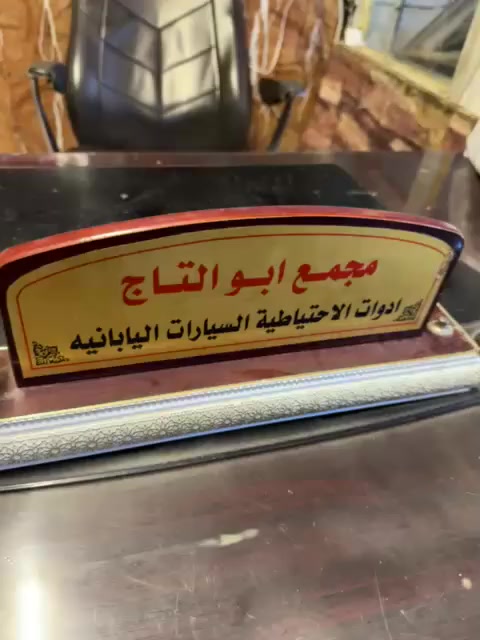 مجمع ابو التاج
ادوات الاحتياطية السيارات اليابانيه